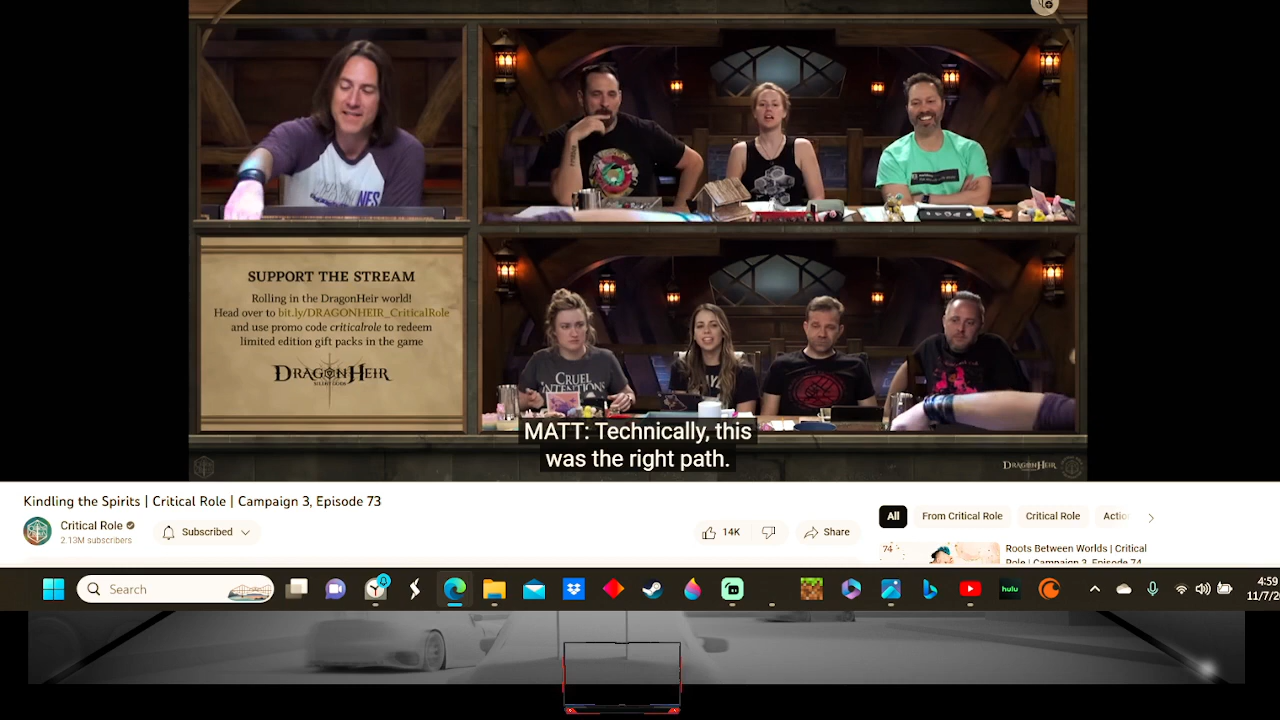 SUPPORT THE STREAM
Rolling in the DragonHeir world!
Head over to bit.ly/DRAGONHEIR_CriticalRole
and use promo code criticalrole to redeem
limited edition gift packs in the game
DRAGONHEIR
CRUEL
INTENTIONS
MATT: Technically, this
was the right path.
DRAGONHEIR
Kindling the Spirits | Critical Role | Campaign 3, Episode 73
Critical Role
2.13M subscribers
Subscribed
14K
Share
All
From Critical Role
Critical Role
Actio
74
Roots Between Worlds | Critical
Role | Campaign 3, Episode 74
Search
hulu
4:59
11/7/20